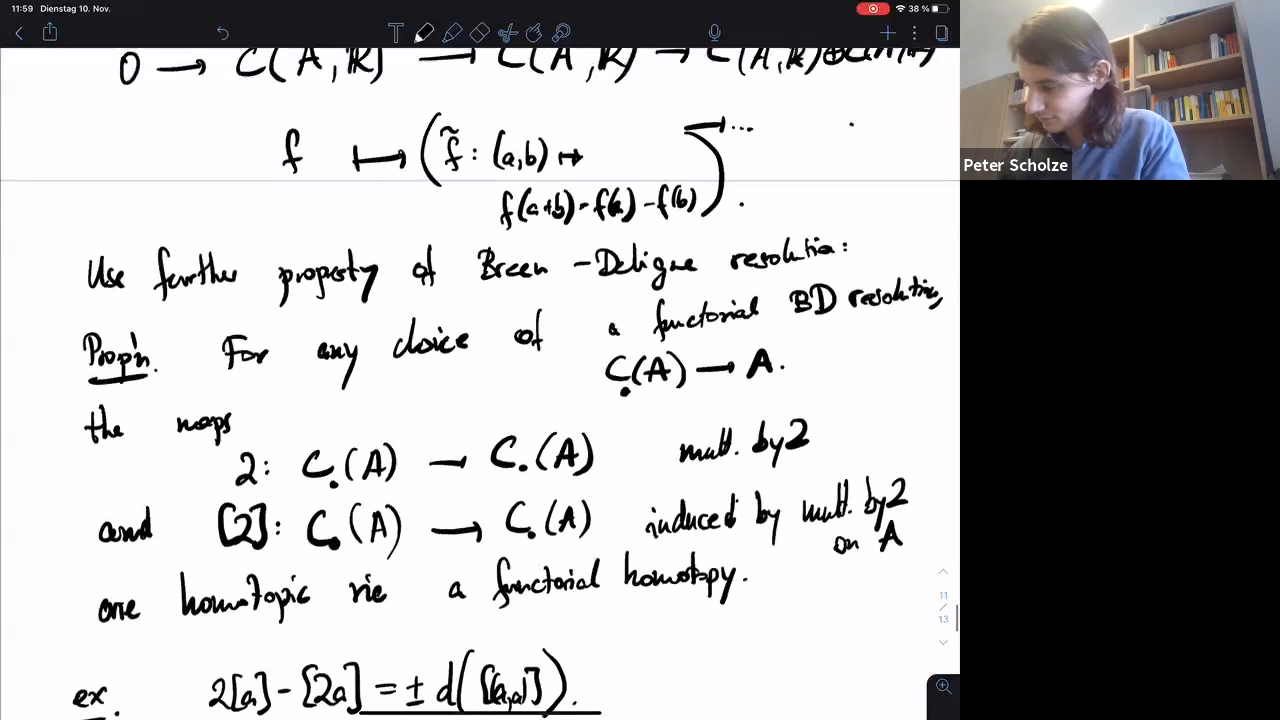 11:59 Dienstag 10. Nov.
38 %
0 → C(A, ℝ) → C(A, ℝ) → C(A, ℝ) ⊕
f ↦ ( f̃ : (a,b) ↦ → ...
f(a+b) - f(a) - f(b) ) .
Use further property of Breen-Deligne resolution:
Prop'n. For any choice of a functorial BD resolution,
C.(A) → A.
the maps
2: C.(A) → C.(A) mult. by 2
and [2]: C.(A) → C.(A) induced by mult. by 2
on A
are homotopic via a functorial homotopy.
ex. 2[a] - [2a] = ± d([(a,a)]).
Peter Scholze
11
/
13